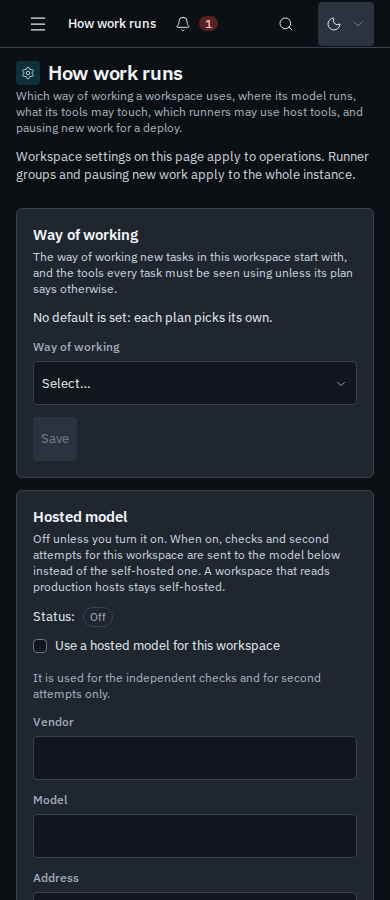 How work runs
1
How work runs
Which way of working a workspace uses, where its model runs,
what its tools may touch, which runners may use host tools, and
pausing new work for a deploy.
Workspace settings on this page apply to operations. Runner
groups and pausing new work apply to the whole instance.
Way of working
The way of working new tasks in this workspace start with,
and the tools every task must be seen using unless its plan
says otherwise.
No default is set: each plan picks its own.
Way of working
Select...
Save
Hosted model
Off unless you turn it on. When on, checks and second
attempts for this workspace are sent to the model below
instead of the self-hosted one. A workspace that reads
production hosts stays self-hosted.
Status: Off
Use a hosted model for this workspace
It is used for the independent checks and for second
attempts only.
Vendor
Model
Address